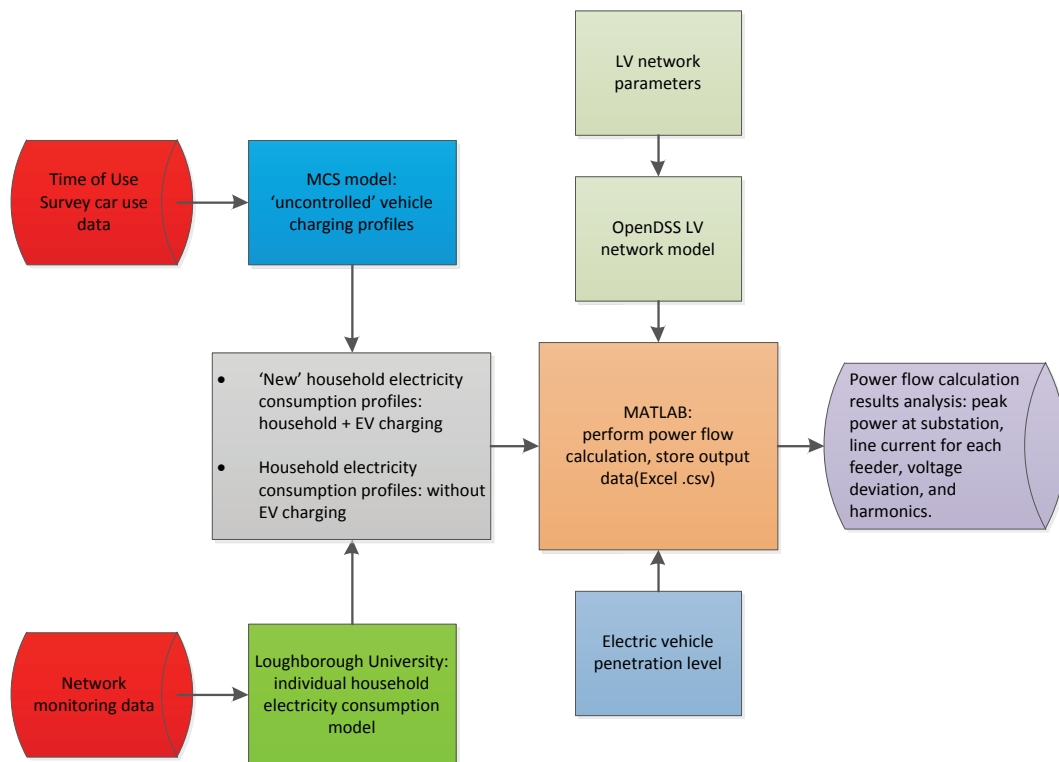 LV network
parameters
Time of Use
Survey car use
data
MCS model:
‘uncontrolled’ vehicle
charging profiles
OpenDSS LV
network model
• ‘New’ household electricity
consumption profiles:
household + EV charging
• Household electricity
consumption profiles: without
EV charging
MATLAB:
perform power flow
calculation, store output
data(Excel .csv)
Power flow calculation
results analysis: peak
power at substation,
line current for each
feeder, voltage
deviation, and
harmonics.
Network
monitoring data
Loughborough University:
individual household
electricity consumption
model
Electric vehicle
penetration level